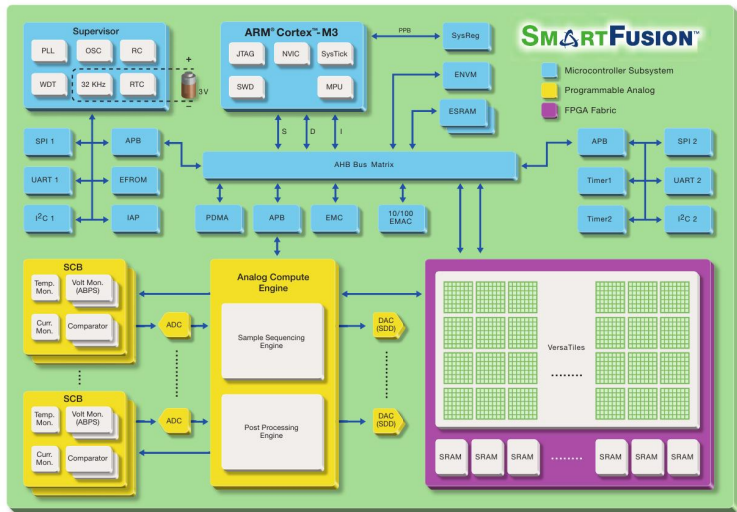 Supervisor
PLL
OSC
RC
WDT
32 KHz
RTC
+
3 V
−
ARM® Cortex™-M3
JTAG
NVIC
SysTick
SWD
MPU
PPB
SysReg
ENVM
ESRAM
SMARTFUSION™
Microcontroller Subsystem
Programmable Analog
FPGA Fabric
S
D
I
SPI 1
APB
UART 1
EFROM
I²C 1
IAP
AHB Bus Matrix
PDMA
APB
EMC
10/100
EMAC
APB
SPI 2
Timer1
UART 2
Timer2
I²C 2
SCB
Temp.
Mon.
Volt Mon.
(ABPS)
Curr.
Mon.
Comparator
ADC
SCB
Temp.
Mon.
Volt Mon.
(ABPS)
Curr.
Mon.
Comparator
ADC
Analog Compute
Engine
Sample Sequencing
Engine
Post Processing
Engine
DAC
(SDD)
DAC
(SDD)
VersaTiles
........
SRAM
SRAM
SRAM
........
SRAM
SRAM
SRAM